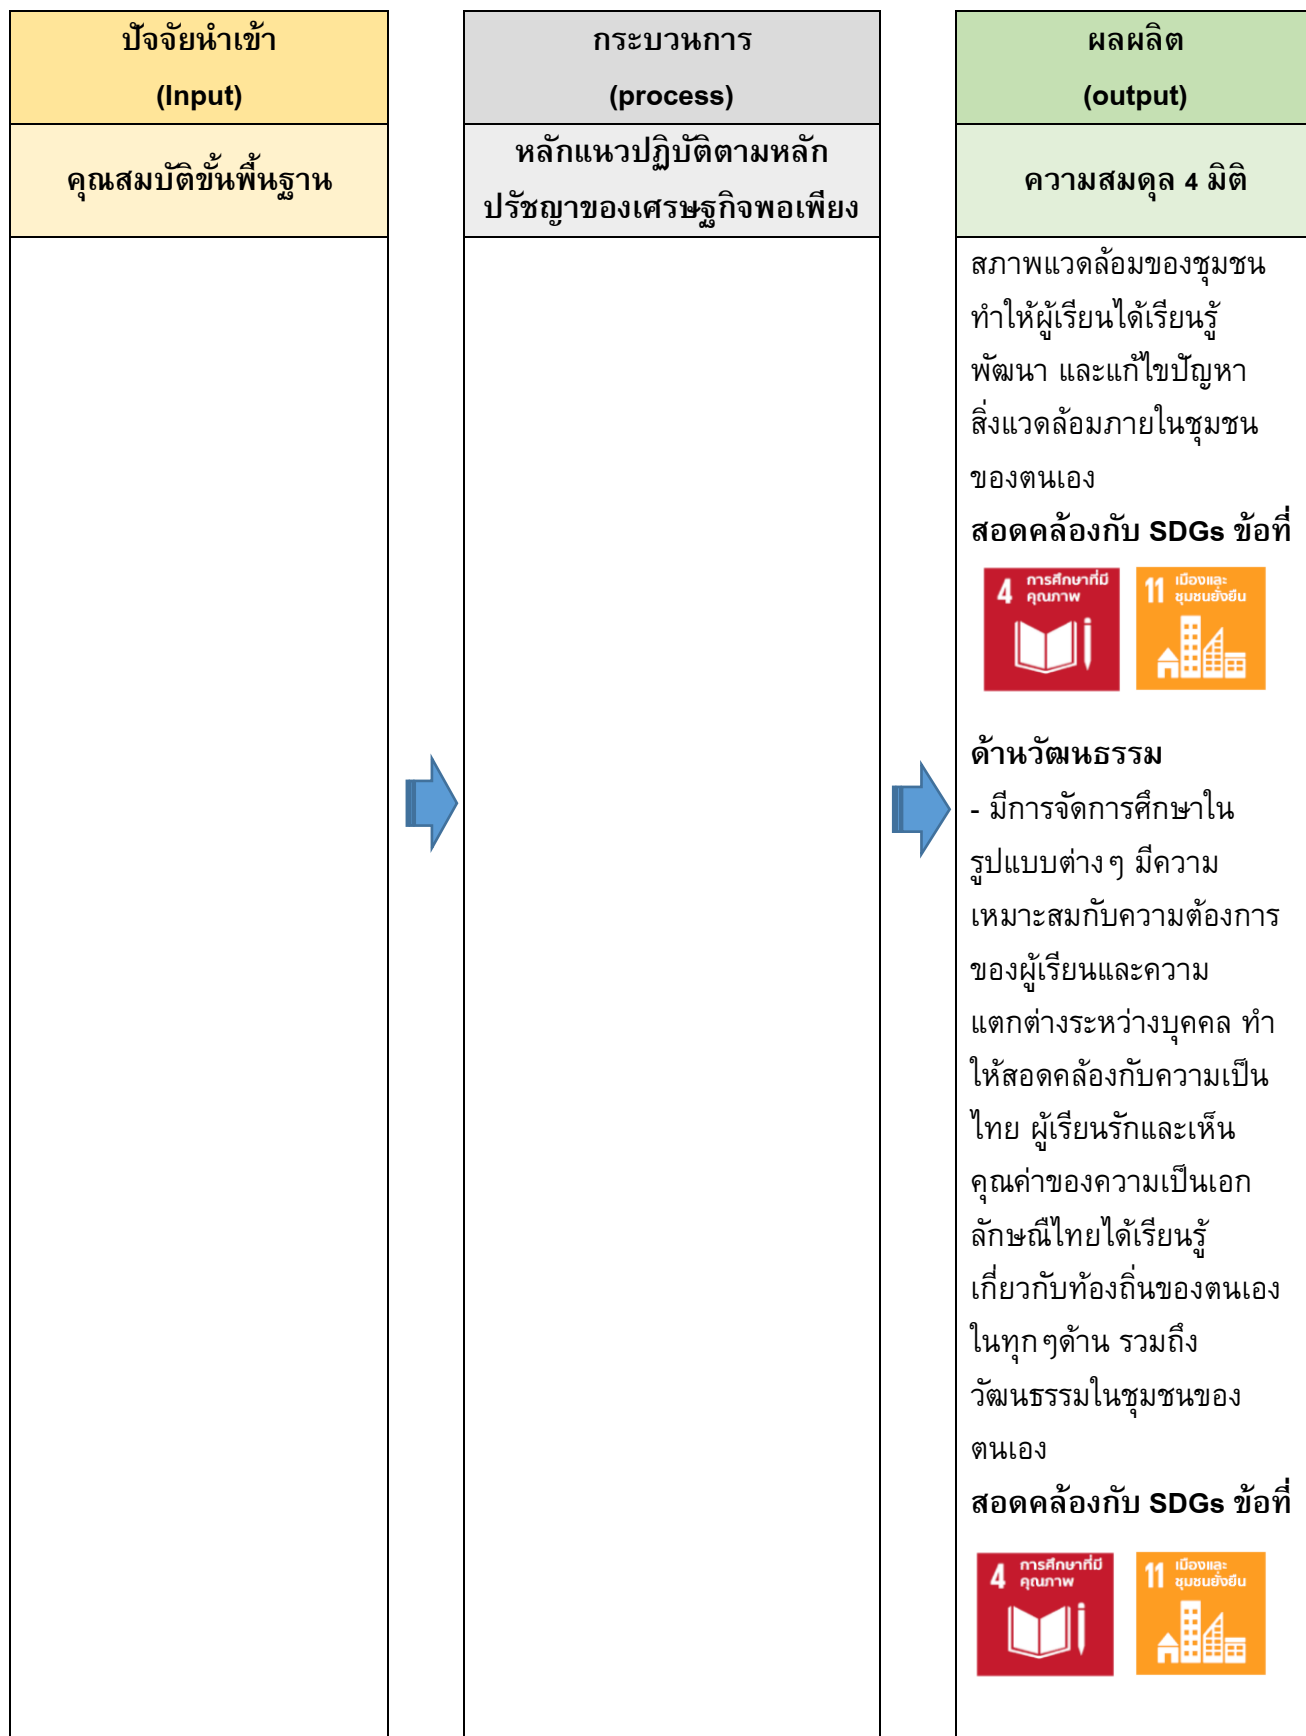 ปัจจัยนำเข้า
(Input)
คุณสมบัติขั้นพื้นฐาน
กระบวนการ
(process)
หลักแนวปฏิบัติตามหลัก
ปรัชญาของเศรษฐกิจพอเพียง
ผลผลิต
(output)
ความสมดุล 4 มิติ
สภาพแวดล้อมของชุมชน
ทำให้ผู้เรียนได้เรียนรู้
พัฒนา และแก้ไขปัญหา
สิ่งแวดล้อมภายในชุมชน
ของตนเอง
สอดคล้องกับ SDGs ข้อที่
4 การศึกษาที่มี
คุณภาพ
11 เมืองและ
ชุมชนยั่งยืน
ด้านวัฒนธรรม
- มีการจัดการศึกษาใน
รูปแบบต่างๆ มีความ
เหมาะสมกับความต้องการ
ของผู้เรียนและความ
แตกต่างระหว่างบุคคล ทำ
ให้สอดคล้องกับความเป็น
ไทย ผู้เรียนรักและเห็น
คุณค่าของความเป็นเอก
ลักษณ์ไทยได้เรียนรู้
เกี่ยวกับท้องถิ่นของตนเอง
ในทุกๆด้าน รวมถึง
วัฒนธรรมในชุมชนของ
ตนเอง
สอดคล้องกับ SDGs ข้อที่
4 การศึกษาที่มี
คุณภาพ
11 เมืองและ
ชุมชนยั่งยืน